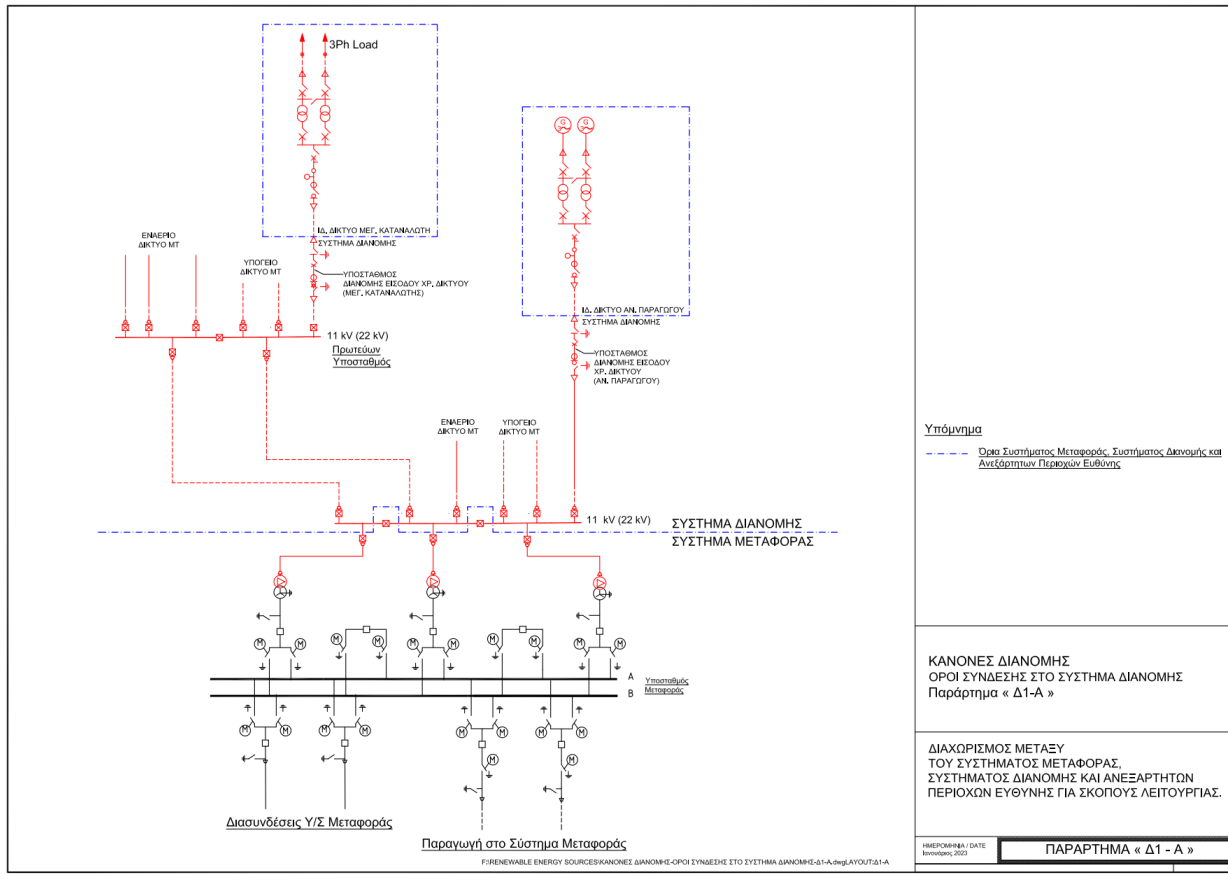 3Ph Load
G
G
ΙΔ. ΔΙΚΤΥΟ ΜΕΓ. ΚΑΤΑΝΑΛΩΤΗ
ΣΥΣΤΗΜΑ ΔΙΑΝΟΜΗΣ
ΕΝΑΕΡΙΟ
ΔΙΚΤΥΟ ΜΤ
ΥΠΟΓΕΙΟ
ΔΙΚΤΥΟ ΜΤ
ΥΠΟΣΤΑΘΜΟΣ
ΔΙΑΝΟΜΗΣ ΕΙΣΟΔΟΥ ΧΡ. ΔΙΚΤΥΟΥ
(ΜΕΓ. ΚΑΤΑΝΑΛΩΤΗΣ)
11 kV (22 kV)
Πρωτεύων
Υποσταθμός
ΙΔ. ΔΙΚΤΥΟ ΑΝ. ΠΑΡΑΓΩΓΟΥ
ΣΥΣΤΗΜΑ ΔΙΑΝΟΜΗΣ
ΥΠΟΣΤΑΘΜΟΣ
ΔΙΑΝΟΜΗΣ ΕΙΣΟΔΟΥ
ΧΡ. ΔΙΚΤΥΟΥ
(ΑΝ. ΠΑΡΑΓΩΓΟΥ)
ΕΝΑΕΡΙΟ
ΔΙΚΤΥΟ ΜΤ
ΥΠΟΓΕΙΟ
ΔΙΚΤΥΟ ΜΤ
11 kV (22 kV)
ΣΥΣΤΗΜΑ ΔΙΑΝΟΜΗΣ
ΣΥΣΤΗΜΑ ΜΕΤΑΦΟΡΑΣ
M M M M M M M M M M
A
B
Υποσταθμός
Μεταφοράς
M M M M M M M M
M M
Διασυνδέσεις Υ/Σ Μεταφοράς
Παραγωγή στο Σύστημα Μεταφοράς
F:\RENEWABLE ENERGY SOURCES\ΚΑΝΟΝΕΣ ΔΙΑΝΟΜΗΣ-ΟΡΟΙ ΣΥΝΔΕΣΗΣ ΣΤΟ ΣΥΣΤΗΜΑ ΔΙΑΝΟΜΗΣ-Δ1-Α.dwgLAYOUT:Δ1-Α
Υπόμνημα
Όρια Συστήματος Μεταφοράς, Συστήματος Διανομής και
Ανεξάρτητων Περιοχών Ευθύνης
ΚΑΝΟΝΕΣ ΔΙΑΝΟΜΗΣ
ΟΡΟΙ ΣΥΝΔΕΣΗΣ ΣΤΟ ΣΥΣΤΗΜΑ ΔΙΑΝΟΜΗΣ
Παράρτημα « Δ1-Α »
ΔΙΑΧΩΡΙΣΜΟΣ ΜΕΤΑΞΥ
ΤΟΥ ΣΥΣΤΗΜΑΤΟΣ ΜΕΤΑΦΟΡΑΣ,
ΣΥΣΤΗΜΑΤΟΣ ΔΙΑΝΟΜΗΣ ΚΑΙ ΑΝΕΞΑΡΤΗΤΩΝ
ΠΕΡΙΟΧΩΝ ΕΥΘΥΝΗΣ ΓΙΑ ΣΚΟΠΟΥΣ ΛΕΙΤΟΥΡΓΙΑΣ.
ΗΜΕΡΟΜΗΝΙΑ / DATE
Ιανουάριος 2023
ΠΑΡΑΡΤΗΜΑ « Δ1 - Α »